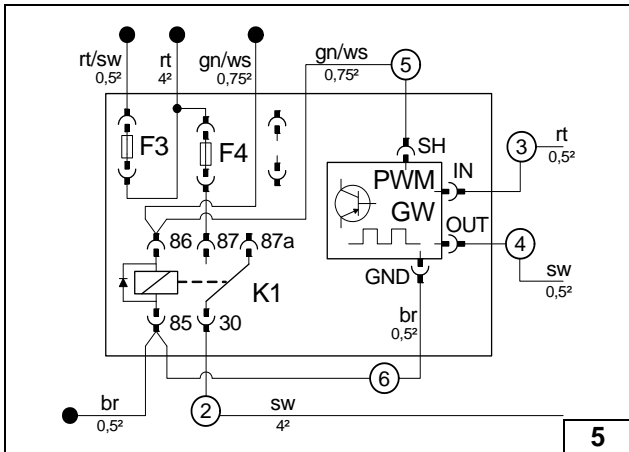 rt/sw
0,5²
rt
4²
gn/ws
0,75²
gn/ws
0,75²
5
F3
F4
SH
IN
3
rt
0,5²
PWM
GW
OUT
4
sw
0,5²
86
87
87a
GND
K1
br
0,5²
85
30
6
br
0,5²
2
sw
4²
5